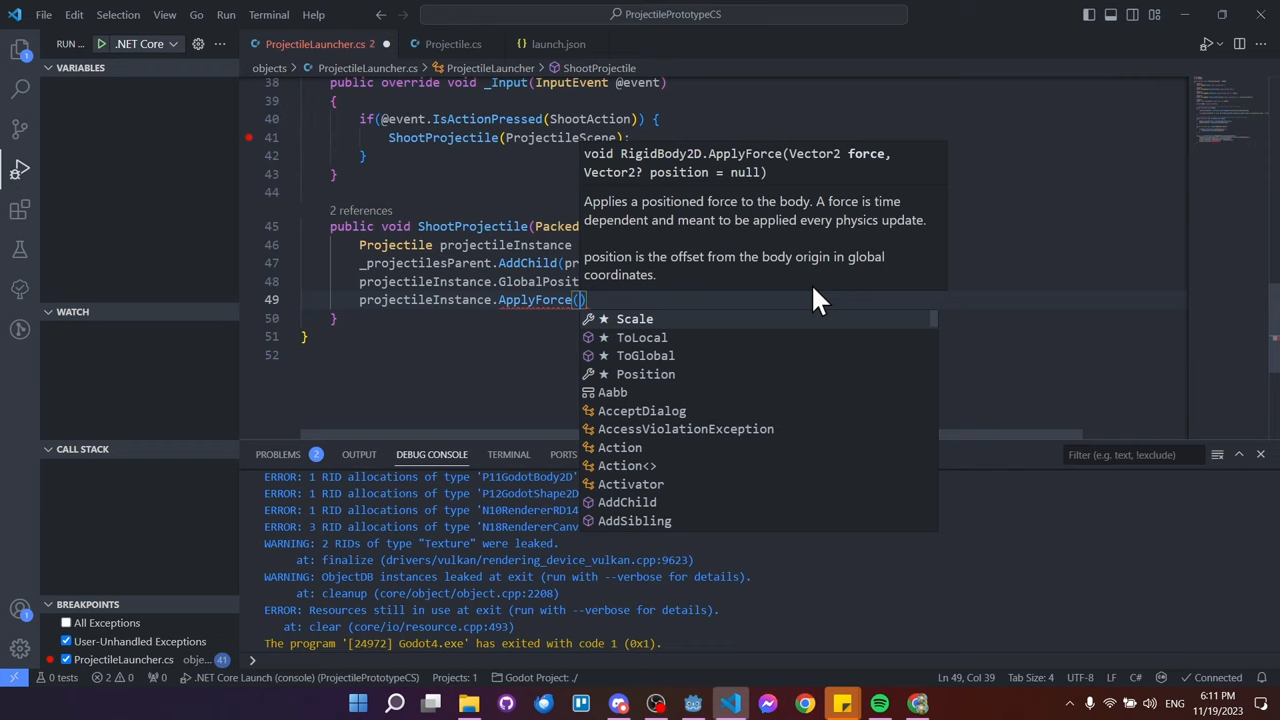 File Edit Selection View Go Run Terminal Help ProjectilePrototypeCS
RUN ... .NET Core ProjectileLauncher.cs 2 Projectile.cs launch.json
VARIABLES
objects > ProjectileLauncher.cs > ProjectileLauncher > ShootProjectile
38 public override void _Input(InputEvent @event)
39 {
40 if(@event.IsActionPressed(ShootAction)) {
41 ShootProjectile(ProjectileScene);
42 }
43 }
44
2 references
45 public void ShootProjectile(Packed
46 Projectile projectileInstance
47 _projectilesParent.AddChild(pr
48 projectileInstance.GlobalPosit
49 projectileInstance.ApplyForce()
50 }
51 }
52
void RigidBody2D.ApplyForce(Vector2 force,
Vector2? position = null)
Applies a positioned force to the body. A force is time
dependent and meant to be applied every physics update.
position is the offset from the body origin in global
coordinates.
Scale
ToLocal
ToGlobal
Position
Aabb
AcceptDialog
AccessViolationException
Action
Action<>
Activator
AddChild
AddSibling
WATCH
CALL STACK
BREAKPOINTS
All Exceptions
User-Unhandled Exceptions
ProjectileLauncher.cs obje... 41
PROBLEMS 2 OUTPUT DEBUG CONSOLE TERMINAL PORTS Filter (e.g. text, !exclude)
ERROR: 1 RID allocations of type 'P11GodotBody2D'
ERROR: 1 RID allocations of type 'P12GodotShape2D
ERROR: 1 RID allocations of type 'N10RendererRD14
ERROR: 3 RID allocations of type 'N18RendererCanv
WARNING: 2 RIDs of type "Texture" were leaked.
at: finalize (drivers/vulkan/rendering_device_vulkan.cpp:9623)
WARNING: ObjectDB instances leaked at exit (run with --verbose for details).
at: cleanup (core/object/object.cpp:2208)
ERROR: Resources still in use at exit (run with --verbose for details).
at: clear (core/io/resource.cpp:493)
The program '[24972] Godot4.exe' has exited with code 1 (0x1).
0 tests 2 0 .NET Core Launch (console) (ProjectilePrototypeCS) Projects: 1 Godot Project: ./ Ln 49, Col 39 Tab Size: 4 UTF-8 LF C# Connected
6:11 PM
11/19/2023